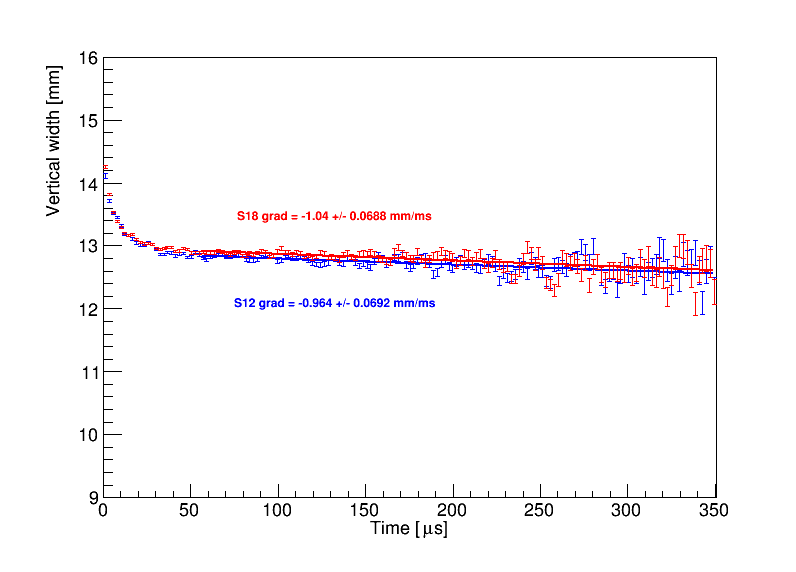 16
Vertical width [mm]
15
14
S18 grad = -1.04 +/- 0.0688 mm/ms
13
S12 grad = -0.964 +/- 0.0692 mm/ms
12
11
10
9
0 50 100 150 200 250 300 350
Time [μs]